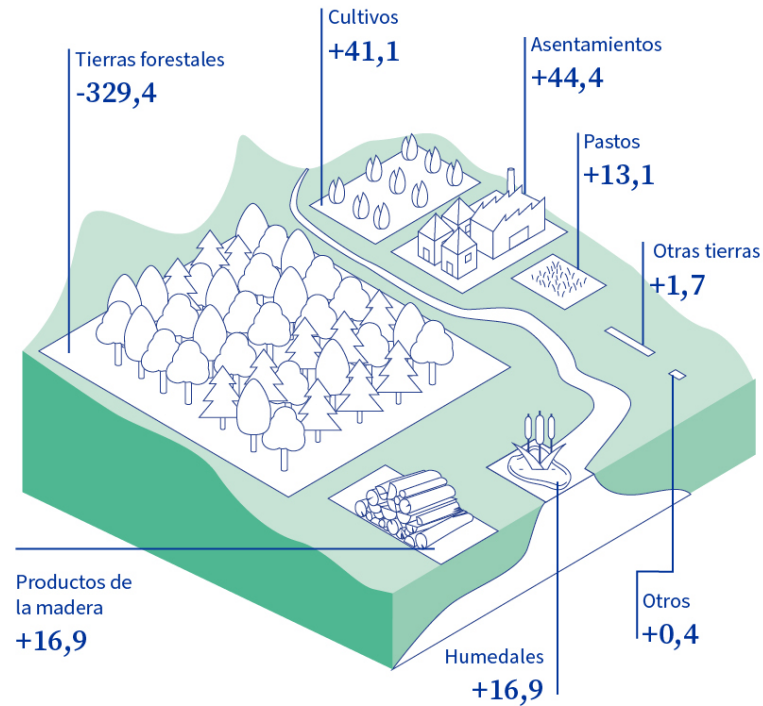 Cultivos
+41,1
Tierras forestales
-329,4
Asentamientos
+44,4
Pastos
+13,1
Otras tierras
+1,7
Productos de
la madera
+16,9
Otros
+0,4
Humedales
+16,9